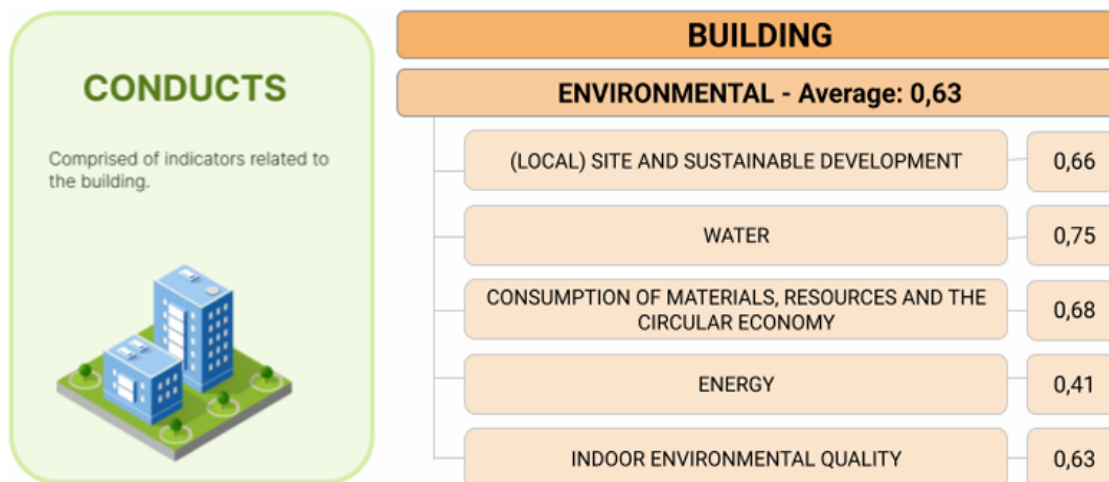 CONDUCTS
Comprised of indicators related to
the building.
BUILDING
ENVIRONMENTAL - Average: 0,63
(LOCAL) SITE AND SUSTAINABLE DEVELOPMENT 0,66
WATER 0,75
CONSUMPTION OF MATERIALS, RESOURCES AND THE
CIRCULAR ECONOMY 0,68
ENERGY 0,41
INDOOR ENVIRONMENTAL QUALITY 0,63